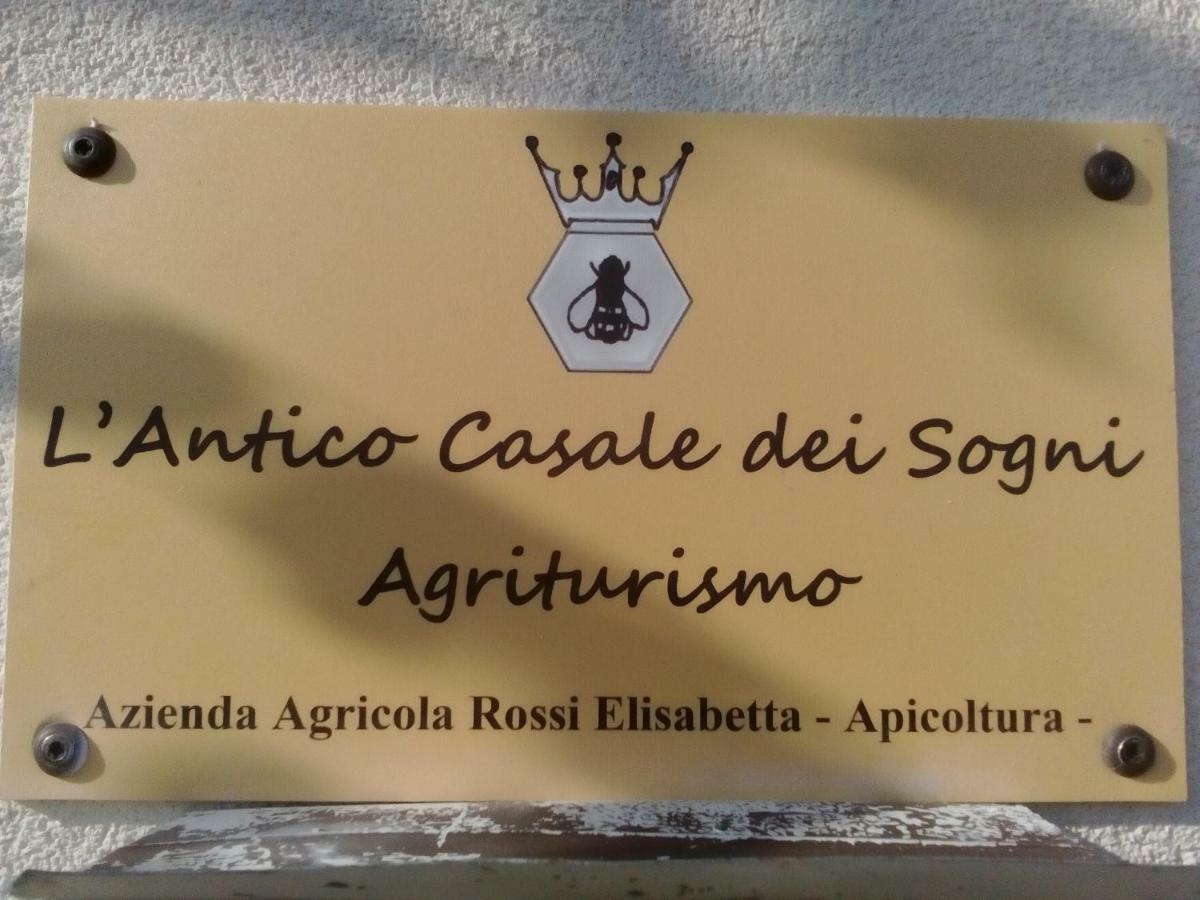 L'Antico Casale dei Sogni
Agriturismo
Azienda Agricola Rossi Elisabetta - Apicoltura -